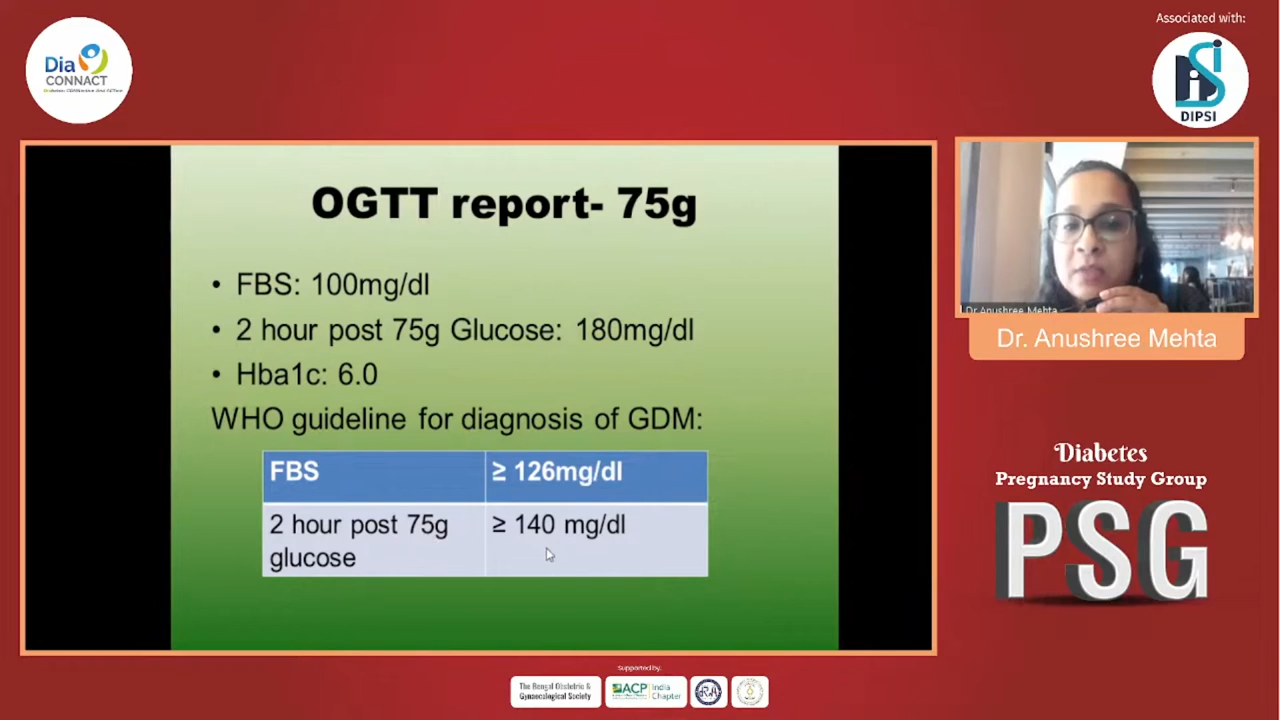 Associated with:
Dia
CONNACT
DIPSI
OGTT report- 75g
• FBS: 100mg/dl
• 2 hour post 75g Glucose: 180mg/dl
• Hba1c: 6.0
WHO guideline for diagnosis of GDM:
FBS ≥ 126mg/dl
2 hour post 75g ≥ 140 mg/dl
glucose
Dr Anushree Mehta
Dr. Anushree Mehta
Diabetes
Pregnancy Study Group
PSG
Supported by.
The Bengal Obstetric &
Gynaecological Society
ACP India
Chapter